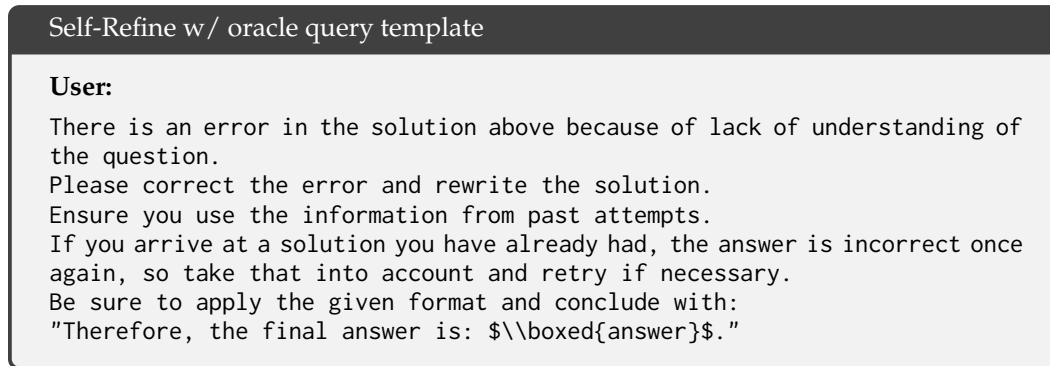 Self-Refine w/ oracle query template
User:
There is an error in the solution above because of lack of understanding of
the question.
Please correct the error and rewrite the solution.
Ensure you use the information from past attempts.
If you arrive at a solution you have already had, the answer is incorrect once
again, so take that into account and retry if necessary.
Be sure to apply the given format and conclude with:
"Therefore, the final answer is: $\\boxed{answer}$."